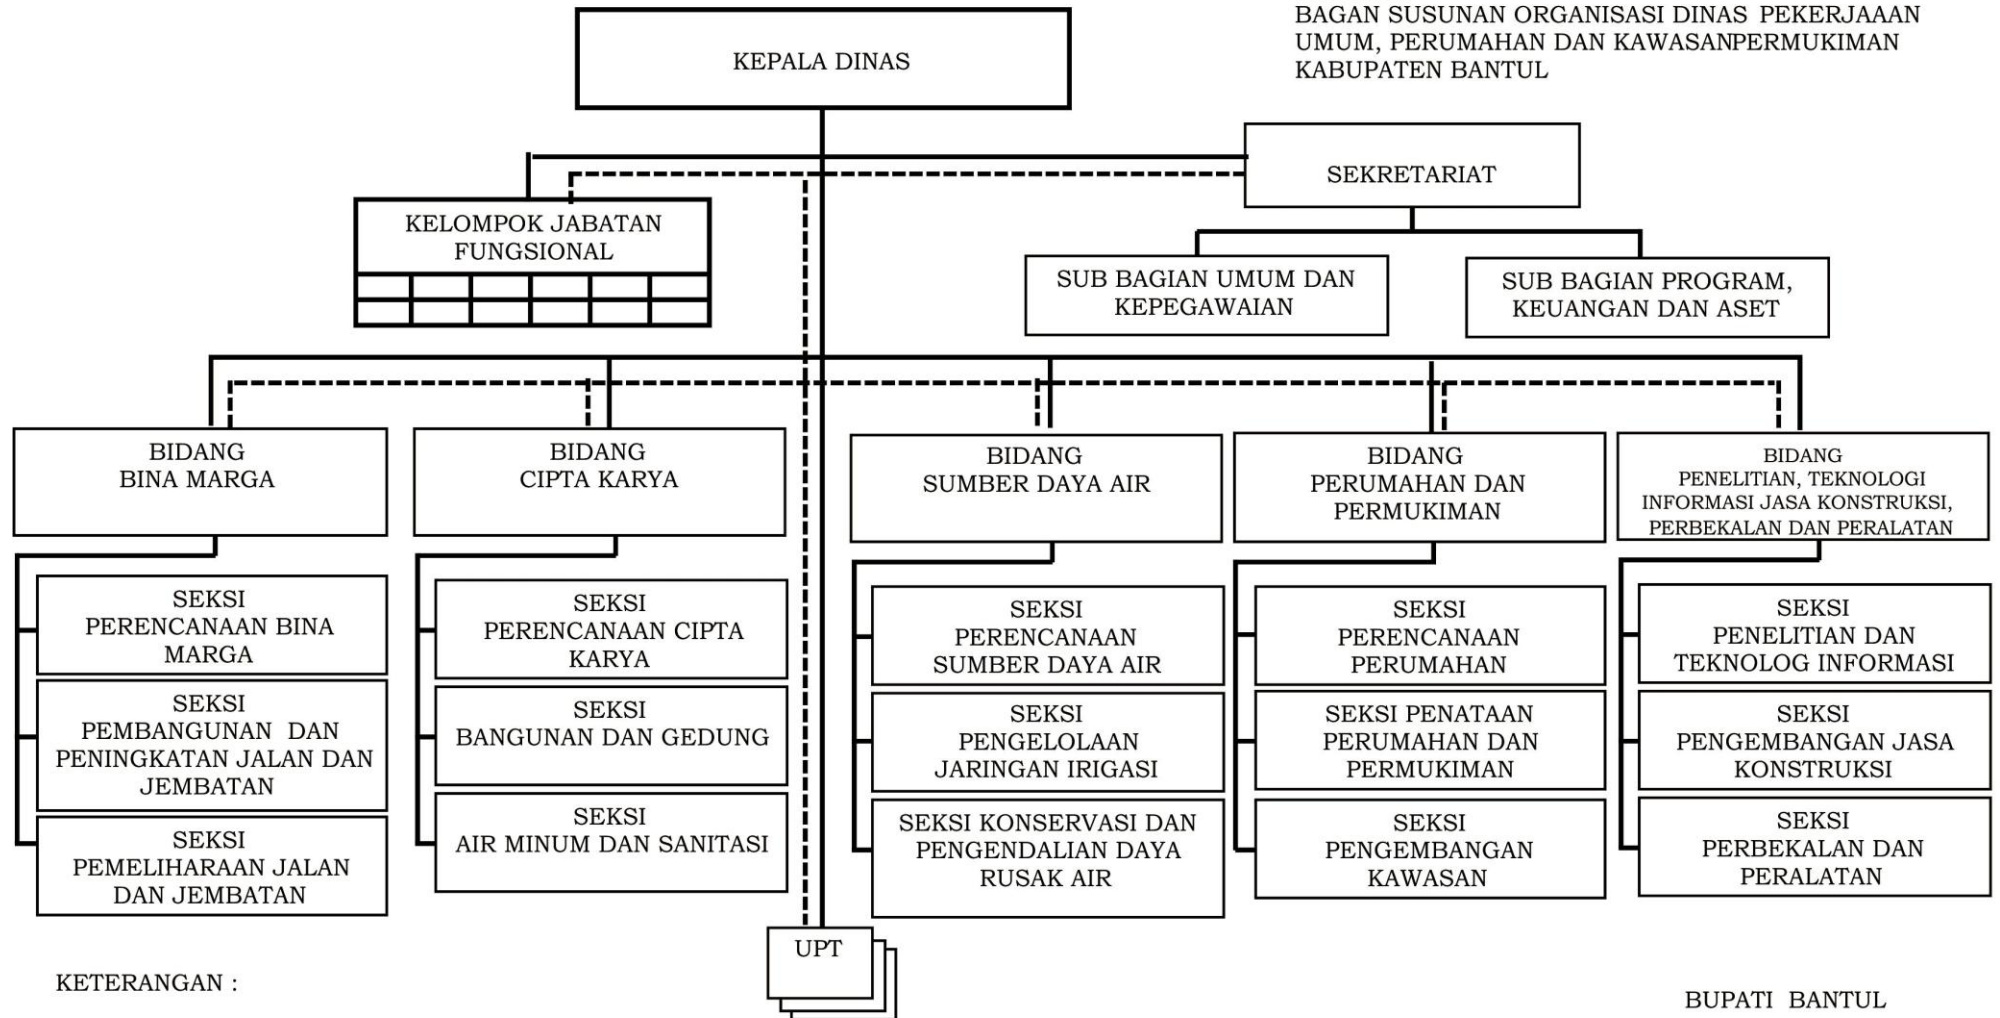 BAGAN SUSUNAN ORGANISASI DINAS PEKERJAAAN
UMUM, PERUMAHAN DAN KAWASANPERMUKIMAN
KABUPATEN BANTUL
KEPALA DINAS
SEKRETARIAT
KELOMPOK JABATAN
FUNGSIONAL
SUB BAGIAN UMUM DAN
KEPEGAWAIAN
SUB BAGIAN PROGRAM,
KEUANGAN DAN ASET
BIDANG
BINA MARGA
BIDANG
CIPTA KARYA
BIDANG
SUMBER DAYA AIR
BIDANG
PERUMAHAN DAN
PERMUKIMAN
BIDANG
PENELITIAN, TEKNOLOGI
INFORMASI JASA KONSTRUKSI,
PERBEKALAN DAN PERALATAN
SEKSI
PERENCANAAN BINA
MARGA
SEKSI
PEMBANGUNAN DAN
PENINGKATAN JALAN DAN
JEMBATAN
SEKSI
PEMELIHARAAN JALAN
DAN JEMBATAN
SEKSI
PERENCANAAN CIPTA
KARYA
SEKSI
BANGUNAN DAN GEDUNG
SEKSI
AIR MINUM DAN SANITASI
SEKSI
PERENCANAAN
SUMBER DAYA AIR
SEKSI
PENGELOLAAN
JARINGAN IRIGASI
SEKSI KONSERVASI DAN
PENGENDALIAN DAYA
RUSAK AIR
SEKSI
PERENCANAAN
PERUMAHAN
SEKSI PENATAAN
PERUMAHAN DAN
PERMUKIMAN
SEKSI
PENGEMBANGAN
KAWASAN
SEKSI
PENELITIAN DAN
TEKNOLOG INFORMASI
SEKSI
PENGEMBANGAN JASA
KONSTRUKSI
SEKSI
PERBEKALAN DAN
PERALATAN
UPT
KETERANGAN :
BUPATI BANTUL